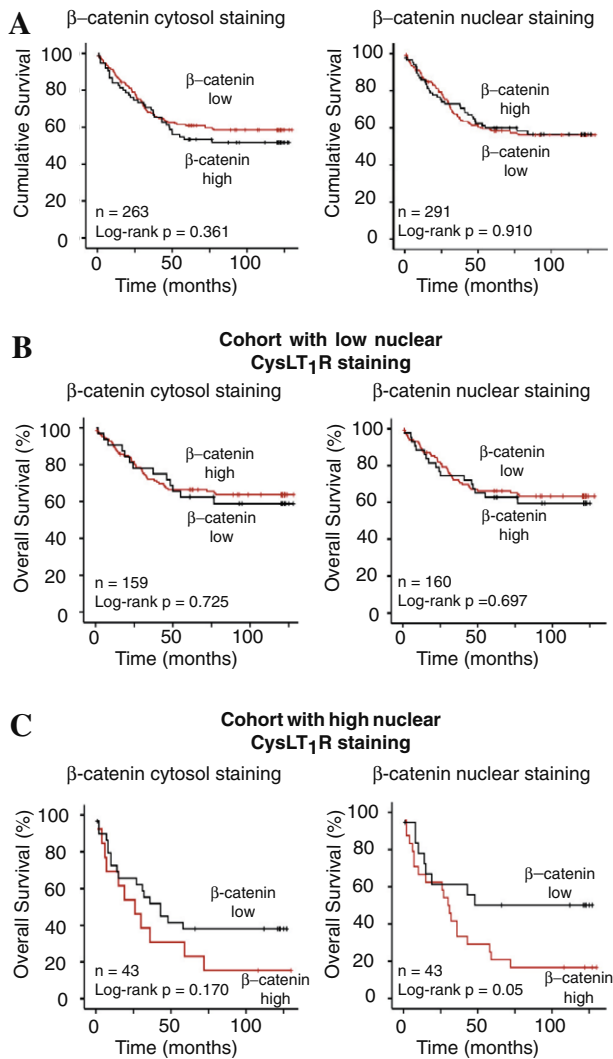 A
β−catenin cytosol staining
Cumulative Survival
100
80
60
40
20
0
β−catenin
low
β-catenin
high
n = 263
Log-rank p = 0.361
0 50 100
Time (months)
β−catenin nuclear staining
Cumulative Survival
100
80
60
40
20
0
β−catenin
high
β−catenin
low
n = 291
Log-rank p = 0.910
0 50 100
Time (months)
B
Cohort with low nuclear
CysLT1R staining
β-catenin cytosol staining
Overall Survival (%)
100
80
60
40
20
0
β−catenin
high
β−catenin
low
n = 159
Log-rank p = 0.725
0 50 100
Time (months)
β-catenin nuclear staining
Overall Survival (%)
100
80
60
40
20
0
β-catenin
low
β-catenin
high
n = 160
Log-rank p =0.697
0 50 100
Time (months)
C
Cohort with high nuclear
CysLT1R staining
β-catenin cytosol staining
Overall Survival (%)
100
80
60
40
20
0
β-catenin
low
β−catenin
high
n = 43
Log-rank p = 0.170
0 50 100
Time (months)
β-catenin nuclear staining
Overall Survival (%)
100
80
60
40
20
0
β−catenin
low
β−catenin
high
n = 43
Log-rank p = 0.05
0 50 100
Time (months)